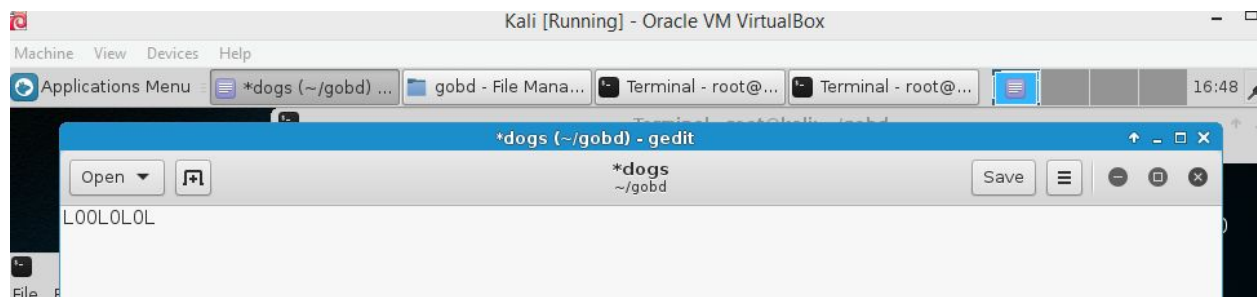 Kali [Running] - Oracle VM VirtualBox
Machine View Devices Help
Applications Menu *dogs (~/gobd) ... gobd - File Mana... Terminal - root@... Terminal - root@... 16:48
*dogs (~/gobd) - gedit
Open *dogs Save
~/gobd
LOOLOLOL
File